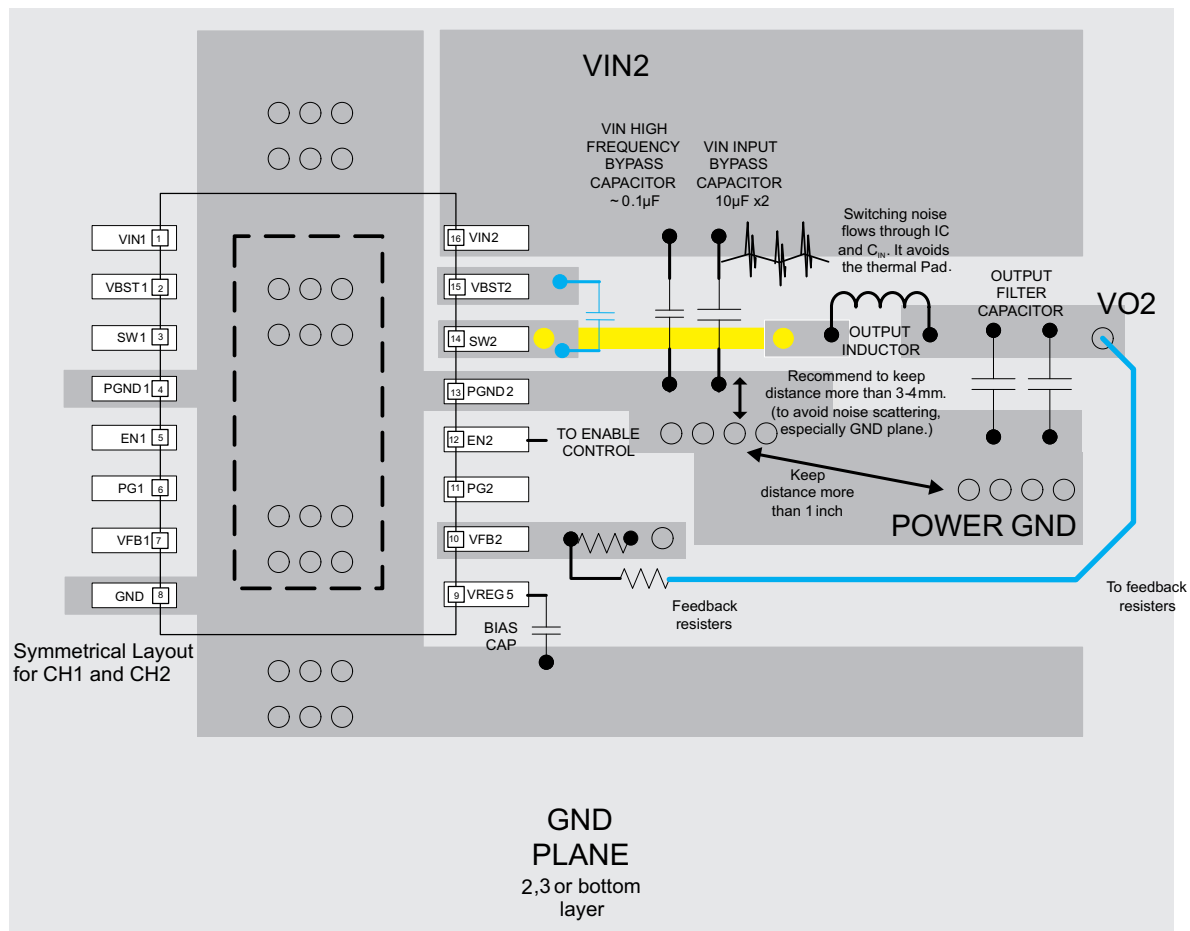 VIN2
VIN HIGH
FREQUENCY
BYPASS
CAPACITOR
~ 0.1µF
VIN INPUT
BYPASS
CAPACITOR
10µF x2
Switching noise
flows through IC
and CIN. It avoids
the thermal Pad.
OUTPUT
FILTER
CAPACITOR
VO2
OUTPUT
INDUCTOR
VIN1 1
VBST1 2
SW1 3
PGND1 4
EN1 5
PG1 6
VFB1 7
GND 8
16 VIN2
15 VBST2
14 SW2
13 PGND2
12 EN2
11 PG2
10 VFB2
9 VREG5
TO ENABLE
CONTROL
Recommend to keep
distance more than 3-4mm.
(to avoid noise scattering,
especially GND plane.)
Keep
distance more
than 1 inch
POWER GND
To feedback
resisters
Feedback
resisters
BIAS
CAP
Symmetrical Layout
for CH1 and CH2
GND
PLANE
2,3 or bottom
layer